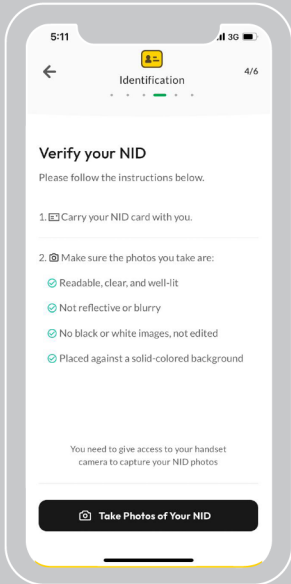 5:11
3G
4/6
Identification
Verify your NID
Please follow the instructions below.
1. Carry your NID card with you.
2. Make sure the photos you take are:
Readable, clear, and well-lit
Not reflective or blurry
No black or white images, not edited
Placed against a solid-colored background
You need to give access to your handset
camera to capture your NID photos
Take Photos of Your NID